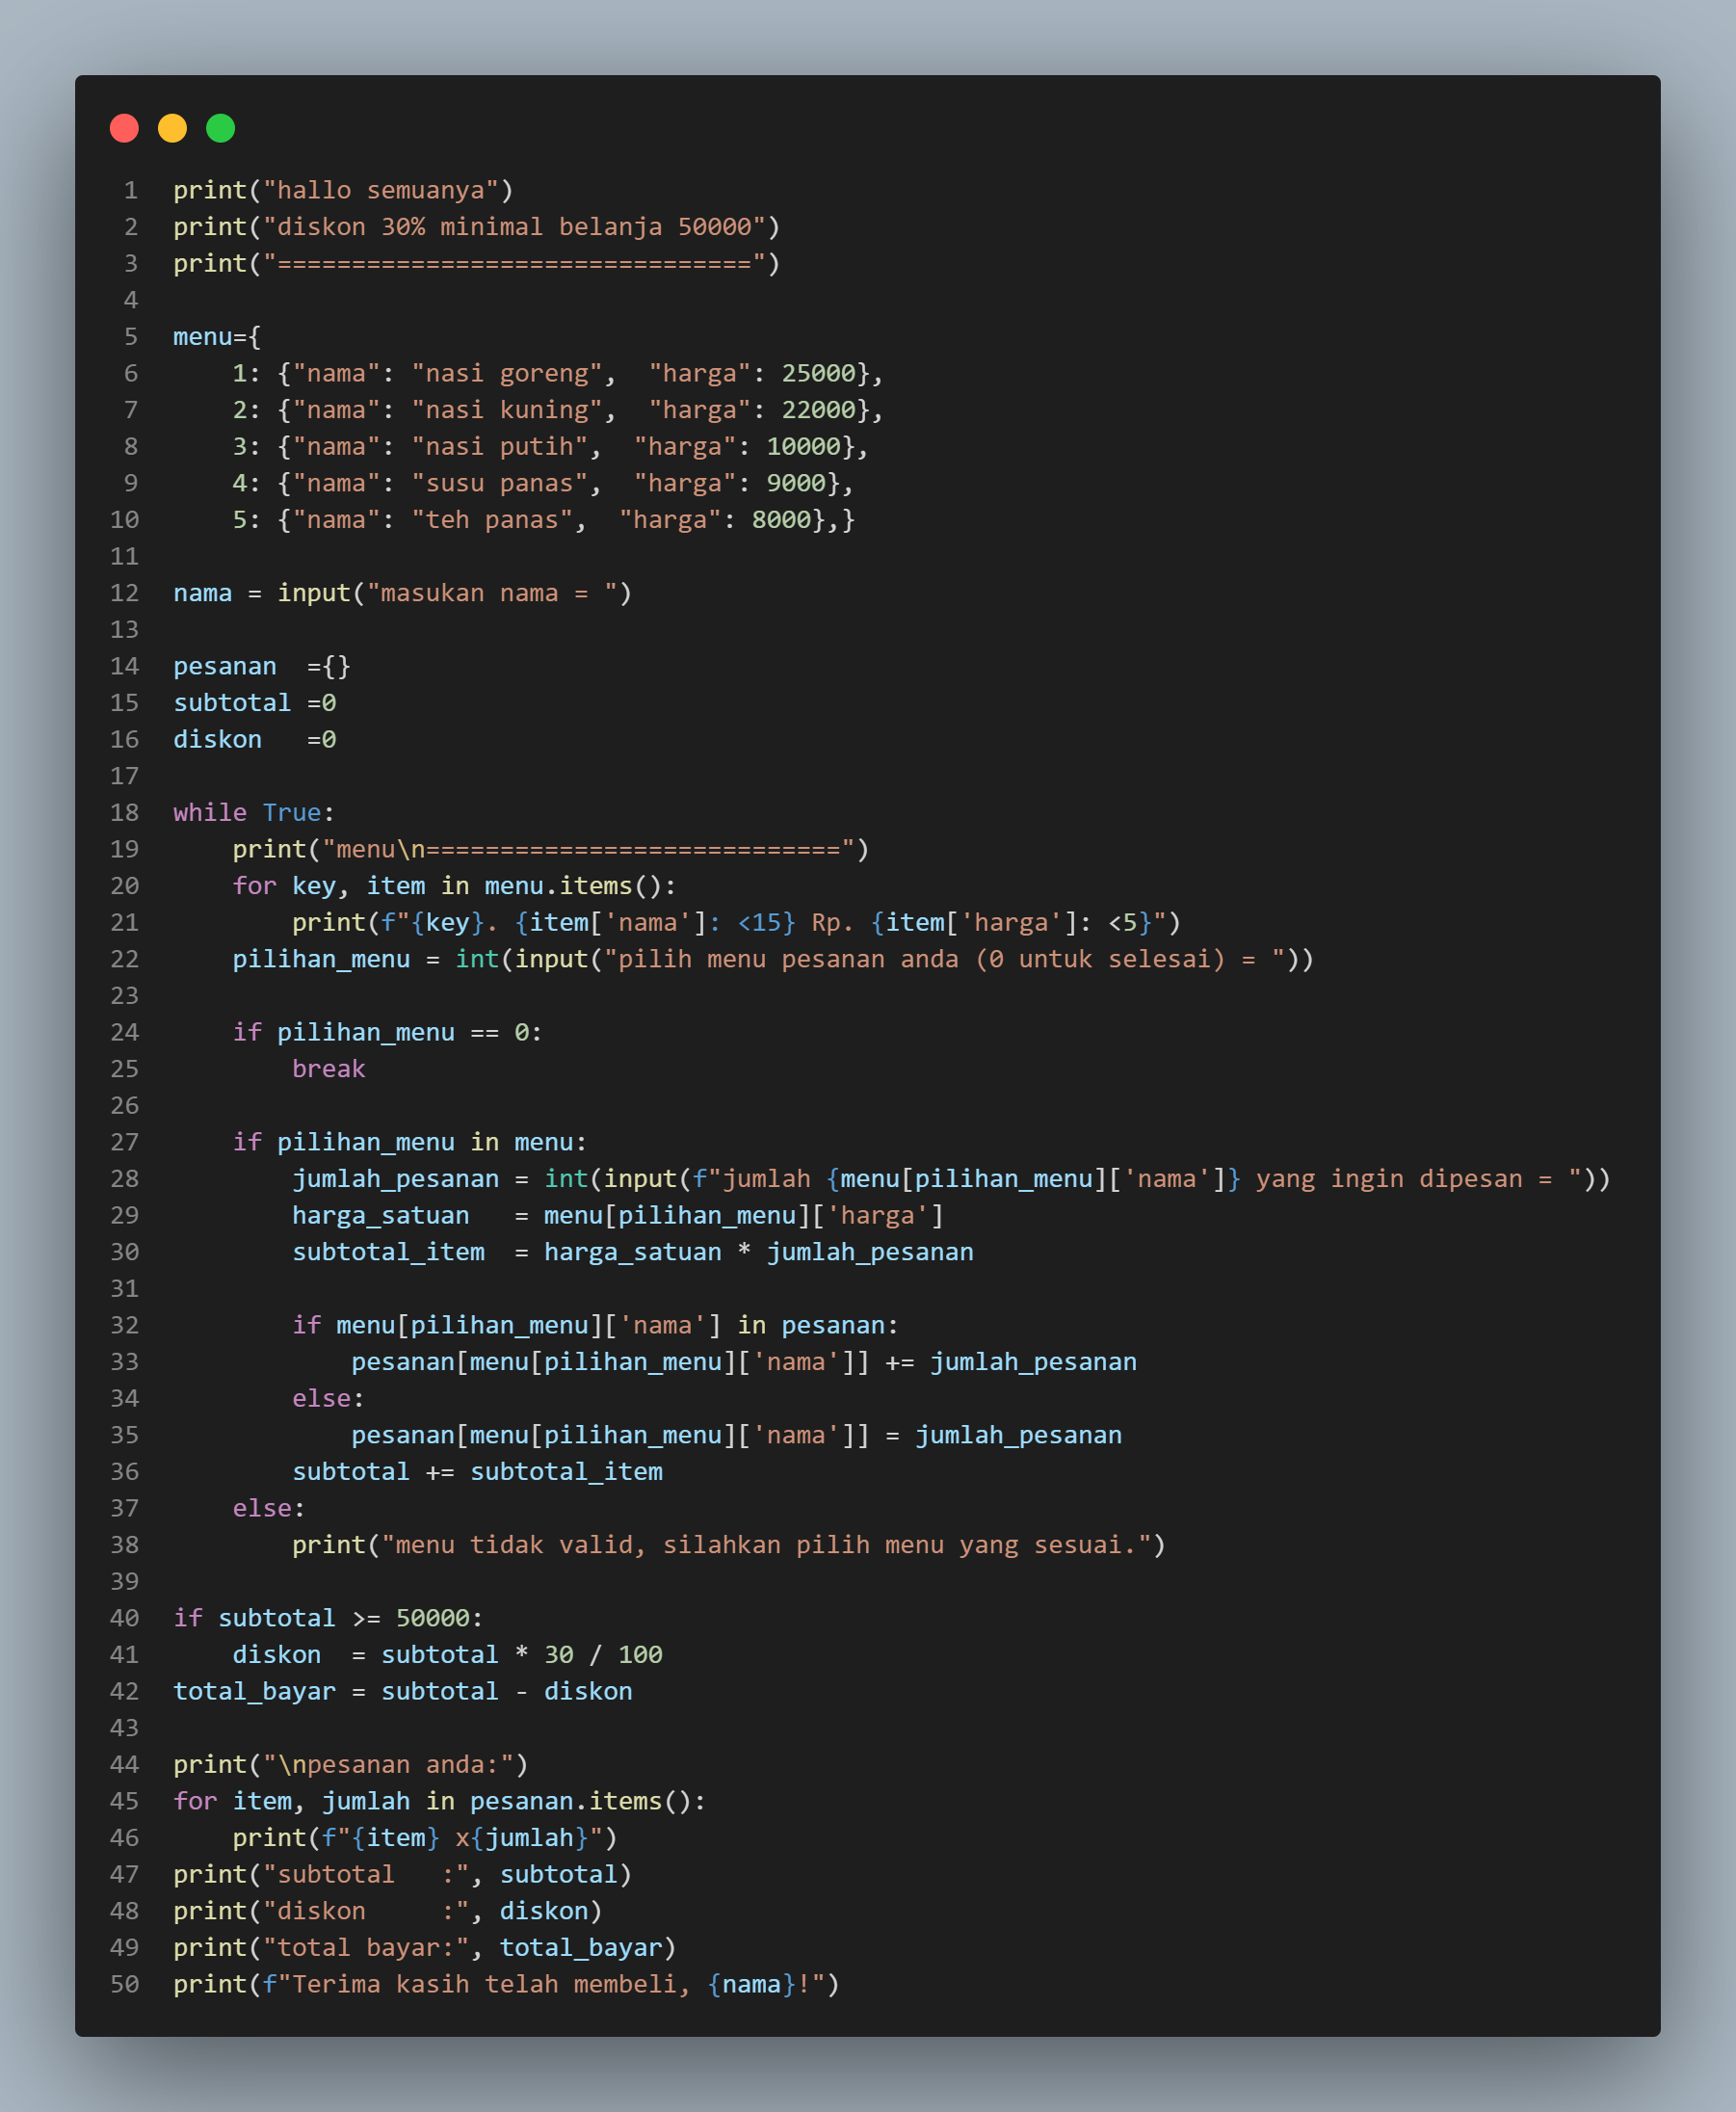 1 print("hallo semuanya")
2 print("diskon 30% minimal belanja 50000")
3 print("================================")
4
5 menu={
6     1: {"nama": "nasi goreng",  "harga": 25000},
7     2: {"nama": "nasi kuning",  "harga": 22000},
8     3: {"nama": "nasi putih",  "harga": 10000},
9     4: {"nama": "susu panas",  "harga": 9000},
10     5: {"nama": "teh panas",  "harga": 8000},}
11
12 nama = input("masukan nama = ")
13
14 pesanan  ={}
15 subtotal =0
16 diskon   =0
17
18 while True:
19     print("menu\n============================")
20     for key, item in menu.items():
21         print(f"{key}. {item['nama']: <15} Rp. {item['harga']: <5}")
22     pilihan_menu = int(input("pilih menu pesanan anda (0 untuk selesai) = "))
23
24     if pilihan_menu == 0:
25         break
26
27     if pilihan_menu in menu:
28         jumlah_pesanan = int(input(f"jumlah {menu[pilihan_menu]['nama']} yang ingin dipesan = "))
29         harga_satuan   = menu[pilihan_menu]['harga']
30         subtotal_item  = harga_satuan * jumlah_pesanan
31
32         if menu[pilihan_menu]['nama'] in pesanan:
33             pesanan[menu[pilihan_menu]['nama']] += jumlah_pesanan
34         else:
35             pesanan[menu[pilihan_menu]['nama']] = jumlah_pesanan
36         subtotal += subtotal_item
37     else:
38         print("menu tidak valid, silahkan pilih menu yang sesuai.")
39
40 if subtotal >= 50000:
41     diskon  = subtotal * 30 / 100
42 total_bayar = subtotal - diskon
43
44 print("\npesanan anda:")
45 for item, jumlah in pesanan.items():
46     print(f"{item} x{jumlah}")
47 print("subtotal   :", subtotal)
48 print("diskon     :", diskon)
49 print("total bayar:", total_bayar)
50 print(f"Terima kasih telah membeli, {nama}!")